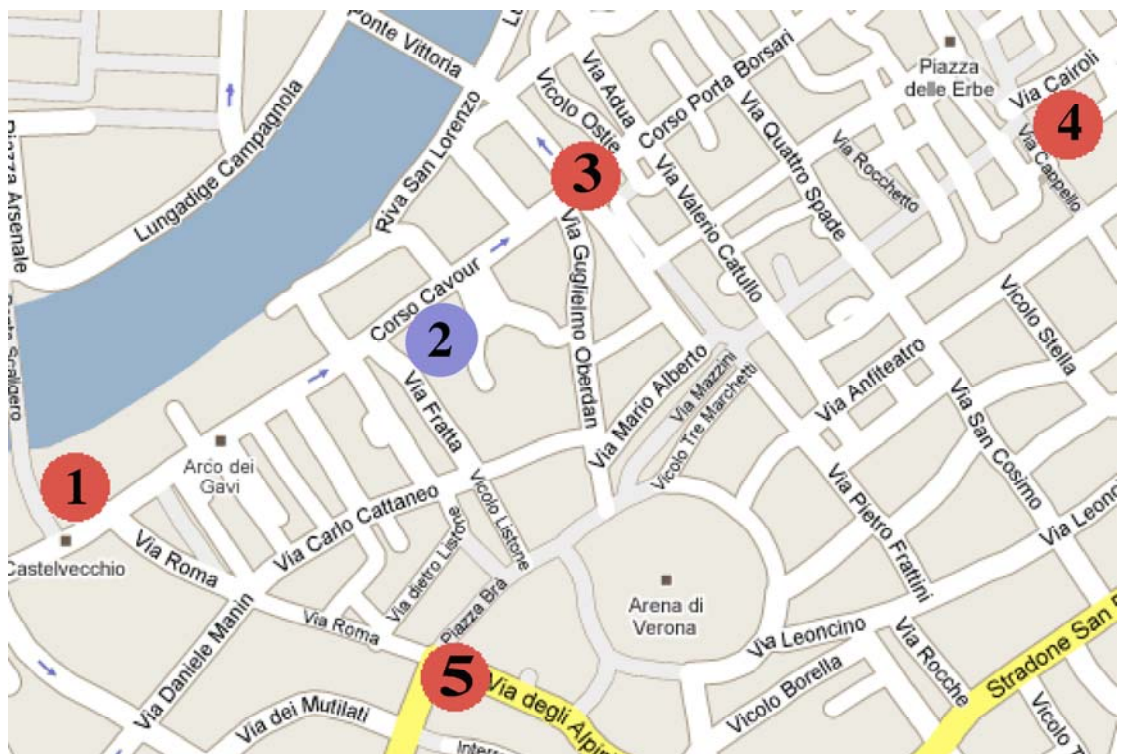 Ponte Vittoria
Vicolo Ostie
Via Adua
Corso Porta Borsari
Piazza
delle Erbe
Via Cairoli
4
Via Cappello
Lungadige Campagnola
Riva San Lorenzo
Via Quattro Spade
Via Rocchetto
Piazza Arsenale
3
Via Valerio Catullo
Corso Cavour
2
Via Guglielmo Oberdan
Vicolo Stella
Via Fratta
Via Mario Alberto
Via Mazzini
Vicolo Tre Marchetti
Via Anfiteatro
Via San Cosimo
Arco dei
Gavi
1
Castelvecchio
Via Carlo Cattaneo
Vicolo Listone
Via dietro Listone
Via Pietro Frattini
Via Leoncino
Via Roma
Piazza Brà
Arena di
Verona
Via Roma
Via Daniele Manin
Via Leoncino
Via Rocche
Stradone San
5
Via degli Alpini
Vicolo Borella
Via dei Mutilati